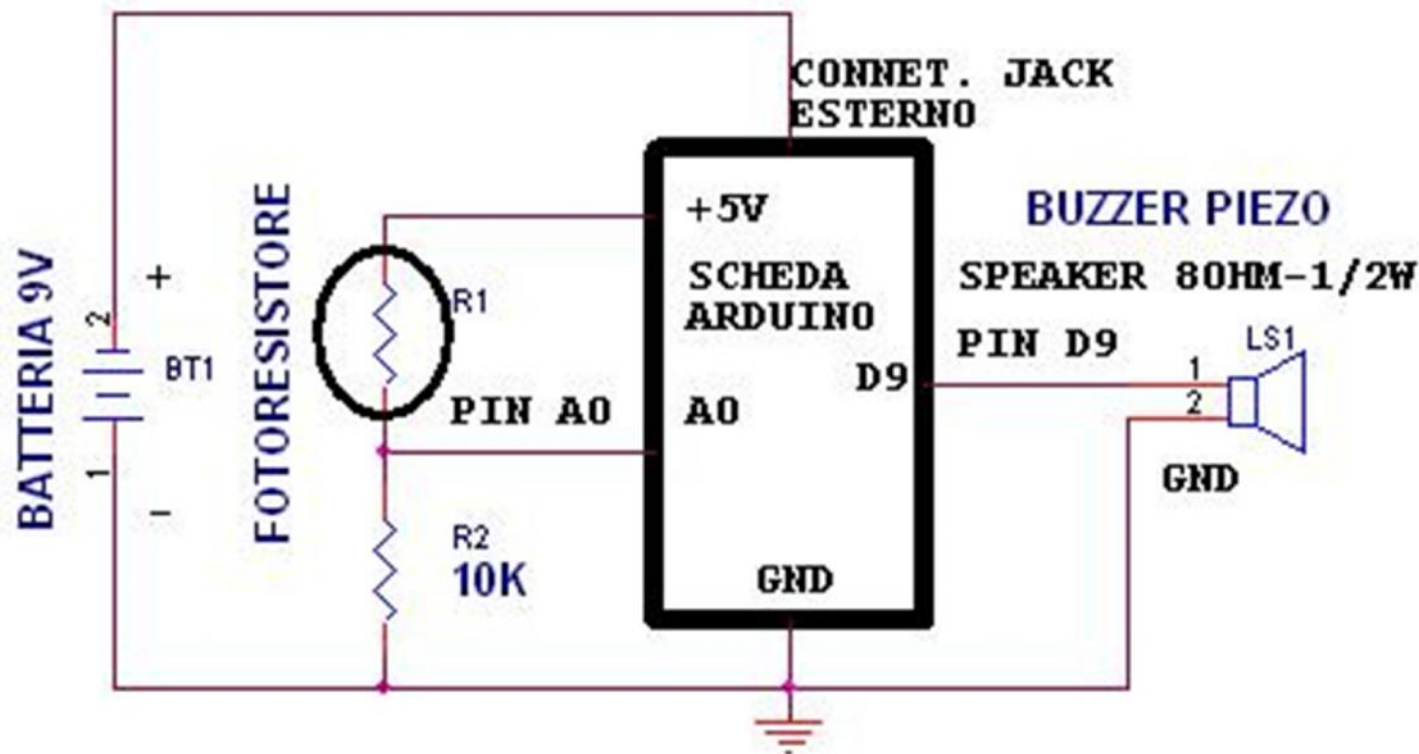 CONNET. JACK
ESTERNO
BATTERIA 9V
2
+
BT1
1
-
FOTORESISTORE
R1
PIN A0
R2
10K
+5V
SCHEDA
ARDUINO
D9
A0
GND
BUZZER PIEZO
SPEAKER 8OHM-1/2W
PIN D9
LS1
1
2
GND